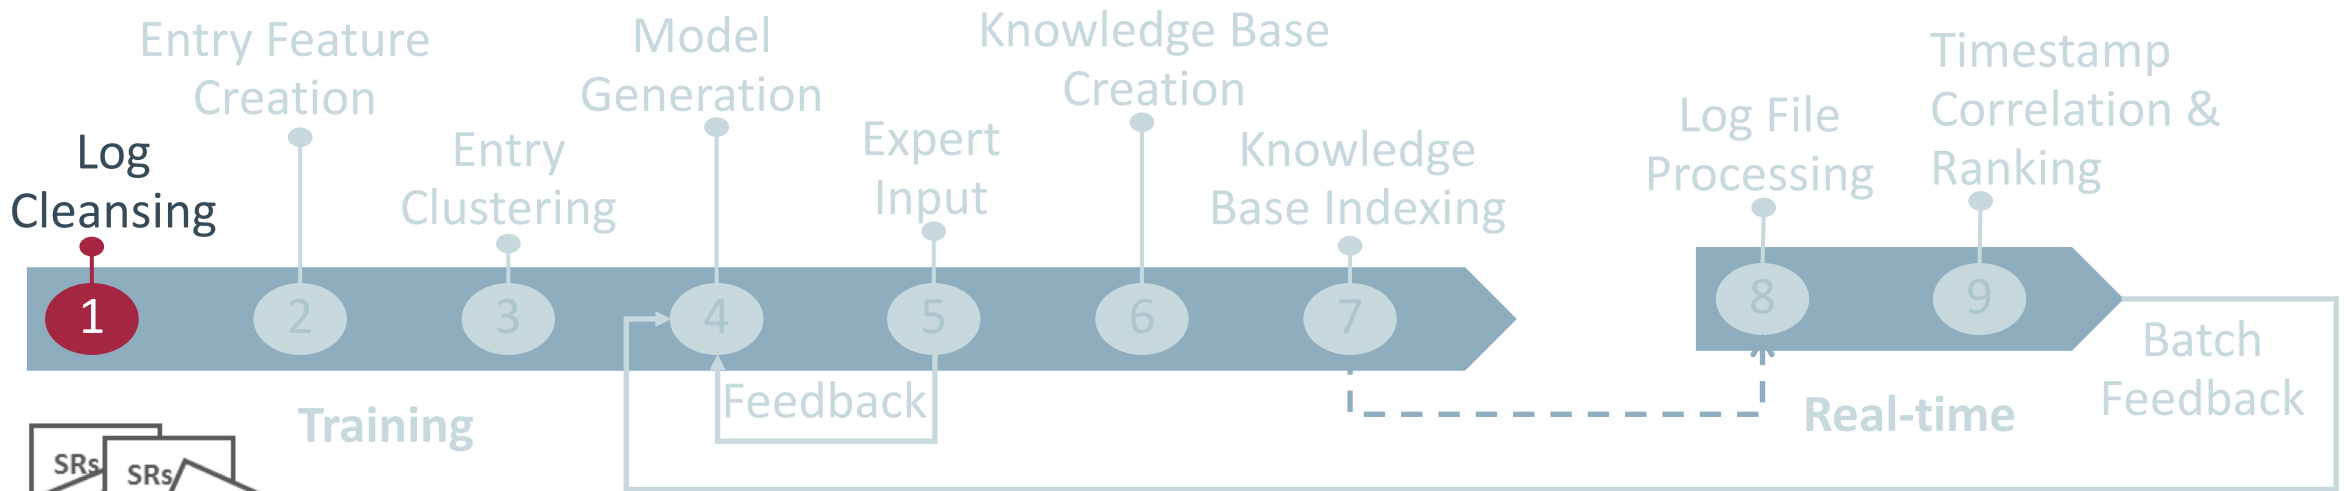 Log
Cleansing
Entry Feature
Creation
Entry
Clustering
Model
Generation
Expert
Input
Knowledge Base
Creation
Knowledge
Base Indexing
Log File
Processing
Timestamp
Correlation &
Ranking
1
2
3
4
5
6
7
8
9
Feedback
Training
Real-time
Batch
Feedback
SRs
SRs